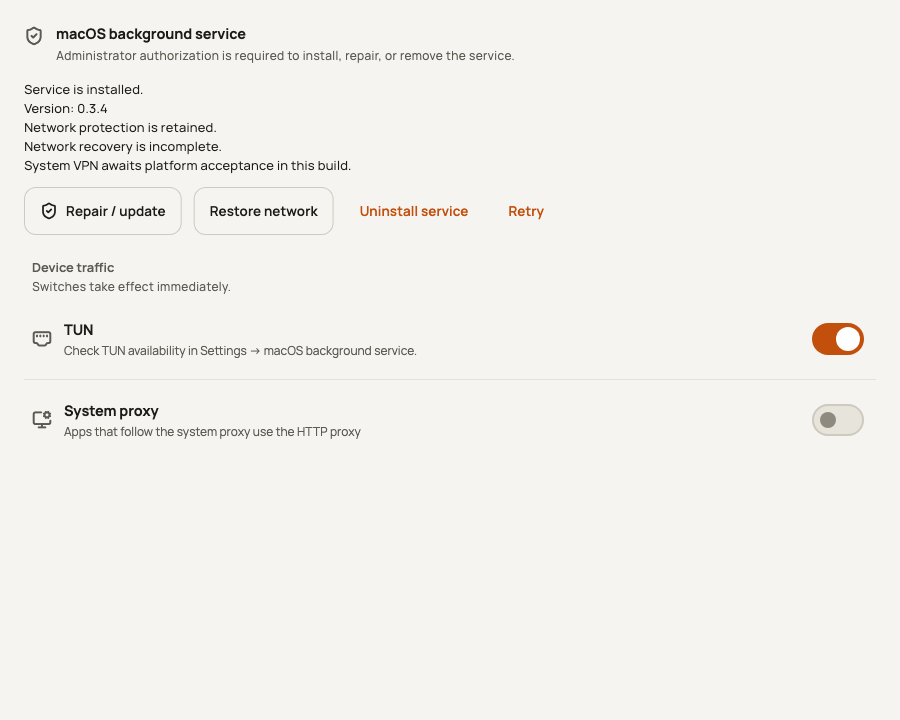 macOS background service
Administrator authorization is required to install, repair, or remove the service.
Service is installed.
Version: 0.3.4
Network protection is retained.
Network recovery is incomplete.
System VPN awaits platform acceptance in this build.
Repair / update
Restore network
Uninstall service
Retry
Device traffic
Switches take effect immediately.
TUN
Check TUN availability in Settings → macOS background service.
System proxy
Apps that follow the system proxy use the HTTP proxy